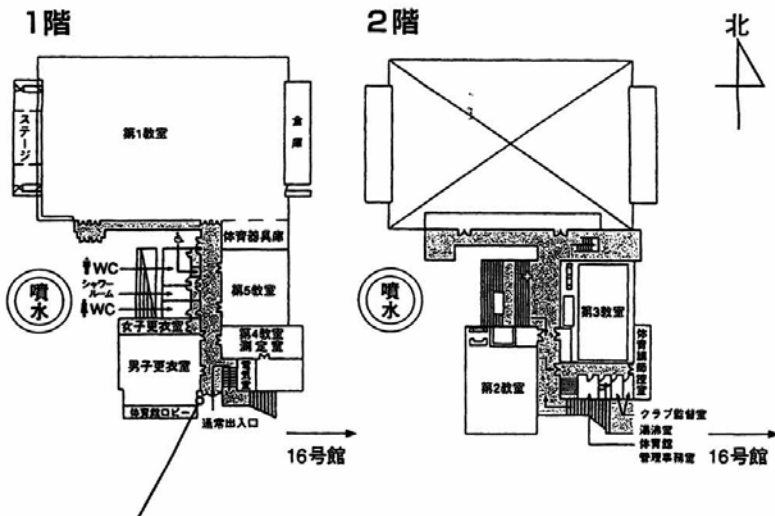 1階
ステージ
第1教室
倉庫
体育器具庫
WC
シャワー
ルーム
WC
第5教室
噴水
女子更衣室
第4教室
測定室
男子更衣室
電気室
体育館ロビー
通常出入口
16号館
2階
北
噴水
第3教室
第2教室
クラブ監督室
湯沸室
体育館
管理事務室
16号館